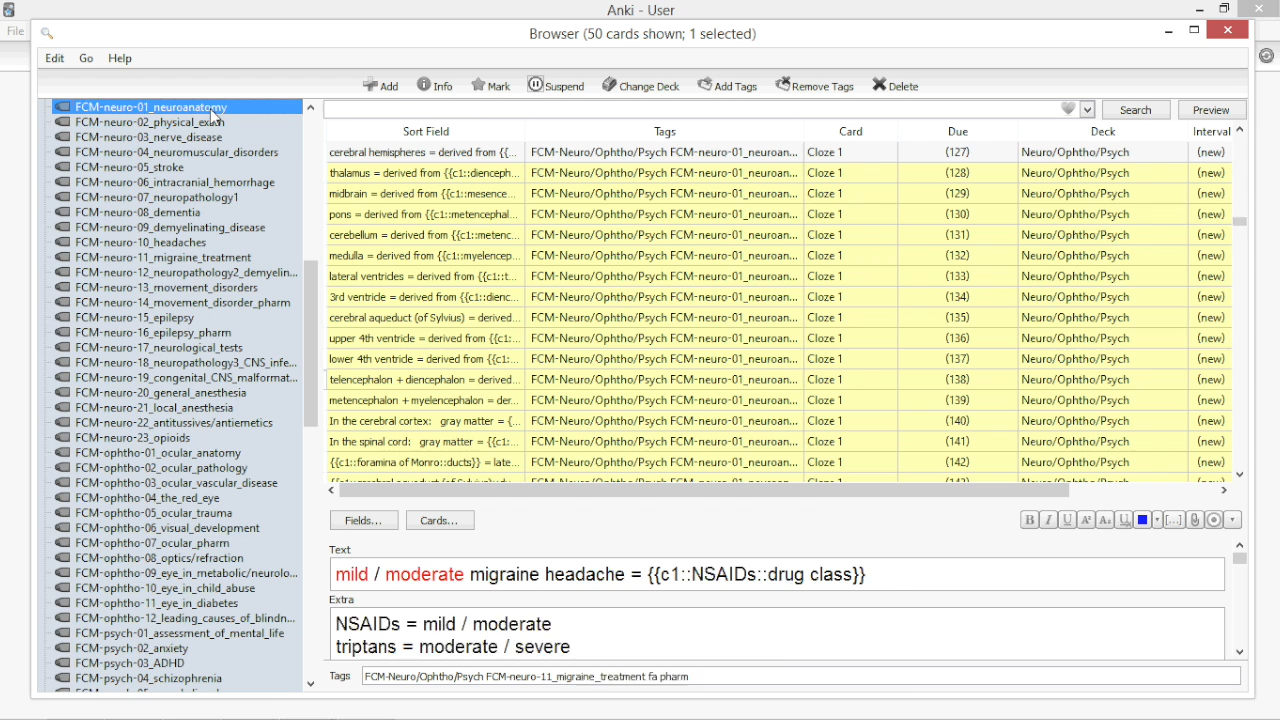 Anki - User
File
Browser (50 cards shown; 1 selected)
Edit Go Help
Add Info Mark Suspend Change Deck Add Tags Remove Tags Delete
FCM-neuro-01_neuroanatomy
FCM-neuro-02_physical_exam
FCM-neuro-03_nerve_disease
FCM-neuro-04_neuromuscular_disorders
FCM-neuro-05_stroke
FCM-neuro-06_intracranial_hemorrhage
FCM-neuro-07_neuropathology1
FCM-neuro-08_dementia
FCM-neuro-09_demyelinating_disease
FCM-neuro-10_headaches
FCM-neuro-11_migraine_treatment
FCM-neuro-12_neuropathology2_demyelin...
FCM-neuro-13_movement_disorders
FCM-neuro-14_movement_disorder_pharm
FCM-neuro-15_epilepsy
FCM-neuro-16_epilepsy_pharm
FCM-neuro-17_neurological_tests
FCM-neuro-18_neuropathology3_CNS_infe...
FCM-neuro-19_congenital_CNS_malformat...
FCM-neuro-20_general_anesthesia
FCM-neuro-21_local_anesthesia
FCM-neuro-22_antitussives/antiemetics
FCM-neuro-23_opioids
FCM-ophtho-01_ocular_anatomy
FCM-ophtho-02_ocular_pathology
FCM-ophtho-03_ocular_vascular_disease
FCM-ophtho-04_the_red_eye
FCM-ophtho-05_ocular_trauma
FCM-ophtho-06_visual_development
FCM-ophtho-07_ocular_pharm
FCM-ophtho-08_optics/refraction
FCM-ophtho-09_eye_in_metabolic/neurolo...
FCM-ophtho-10_eye_in_child_abuse
FCM-ophtho-11_eye_in_diabetes
FCM-ophtho-12_leading_causes_of_blindn...
FCM-psych-01_assessment_of_mental_life
FCM-psych-02_anxiety
FCM-psych-03_ADHD
FCM-psych-04_schizophrenia
Search Preview
Sort Field Tags Card Due Deck Interval
cerebral hemispheres = derived from {{... FCM-Neuro/Ophtho/Psych FCM-neuro-01_neuroan... Cloze 1 (127) Neuro/Ophtho/Psych (new)
thalamus = derived from {{c1::dienceph... FCM-Neuro/Ophtho/Psych FCM-neuro-01_neuroan... Cloze 1 (128) Neuro/Ophtho/Psych (new)
midbrain = derived from {{c1::mesence... FCM-Neuro/Ophtho/Psych FCM-neuro-01_neuroan... Cloze 1 (129) Neuro/Ophtho/Psych (new)
pons = derived from {{c1::metencephal... FCM-Neuro/Ophtho/Psych FCM-neuro-01_neuroan... Cloze 1 (130) Neuro/Ophtho/Psych (new)
cerebellum = derived from {{c1::metenc... FCM-Neuro/Ophtho/Psych FCM-neuro-01_neuroan... Cloze 1 (131) Neuro/Ophtho/Psych (new)
medulla = derived from {{c1::myelencep... FCM-Neuro/Ophtho/Psych FCM-neuro-01_neuroan... Cloze 1 (132) Neuro/Ophtho/Psych (new)
lateral ventricles = derived from {{c1::t... FCM-Neuro/Ophtho/Psych FCM-neuro-01_neuroan... Cloze 1 (133) Neuro/Ophtho/Psych (new)
3rd ventricle = derived from {{c1::dienc... FCM-Neuro/Ophtho/Psych FCM-neuro-01_neuroan... Cloze 1 (134) Neuro/Ophtho/Psych (new)
cerebral aqueduct (of Sylvius) = derived... FCM-Neuro/Ophtho/Psych FCM-neuro-01_neuroan... Cloze 1 (135) Neuro/Ophtho/Psych (new)
upper 4th ventricle = derived from {{c1:... FCM-Neuro/Ophtho/Psych FCM-neuro-01_neuroan... Cloze 1 (136) Neuro/Ophtho/Psych (new)
lower 4th ventricle = derived from {{c1:... FCM-Neuro/Ophtho/Psych FCM-neuro-01_neuroan... Cloze 1 (137) Neuro/Ophtho/Psych (new)
telencephalon + diencephalon = derived... FCM-Neuro/Ophtho/Psych FCM-neuro-01_neuroan... Cloze 1 (138) Neuro/Ophtho/Psych (new)
metencephalon + myelencephalon = der... FCM-Neuro/Ophtho/Psych FCM-neuro-01_neuroan... Cloze 1 (139) Neuro/Ophtho/Psych (new)
In the cerebral cortex: gray matter = {... FCM-Neuro/Ophtho/Psych FCM-neuro-01_neuroan... Cloze 1 (140) Neuro/Ophtho/Psych (new)
In the spinal cord: gray matter = {{c1:... FCM-Neuro/Ophtho/Psych FCM-neuro-01_neuroan... Cloze 1 (141) Neuro/Ophtho/Psych (new)
{{c1::foramina of Monro::ducts}} = late... FCM-Neuro/Ophtho/Psych FCM-neuro-01_neuroan... Cloze 1 (142) Neuro/Ophtho/Psych (new)
Fields... Cards...
Text
mild / moderate migraine headache = {{c1::NSAIDs::drug class}}
Extra
NSAIDs = mild / moderate
triptans = moderate / severe
Tags FCM-Neuro/Ophtho/Psych FCM-neuro-11_migraine_treatment fa pharm